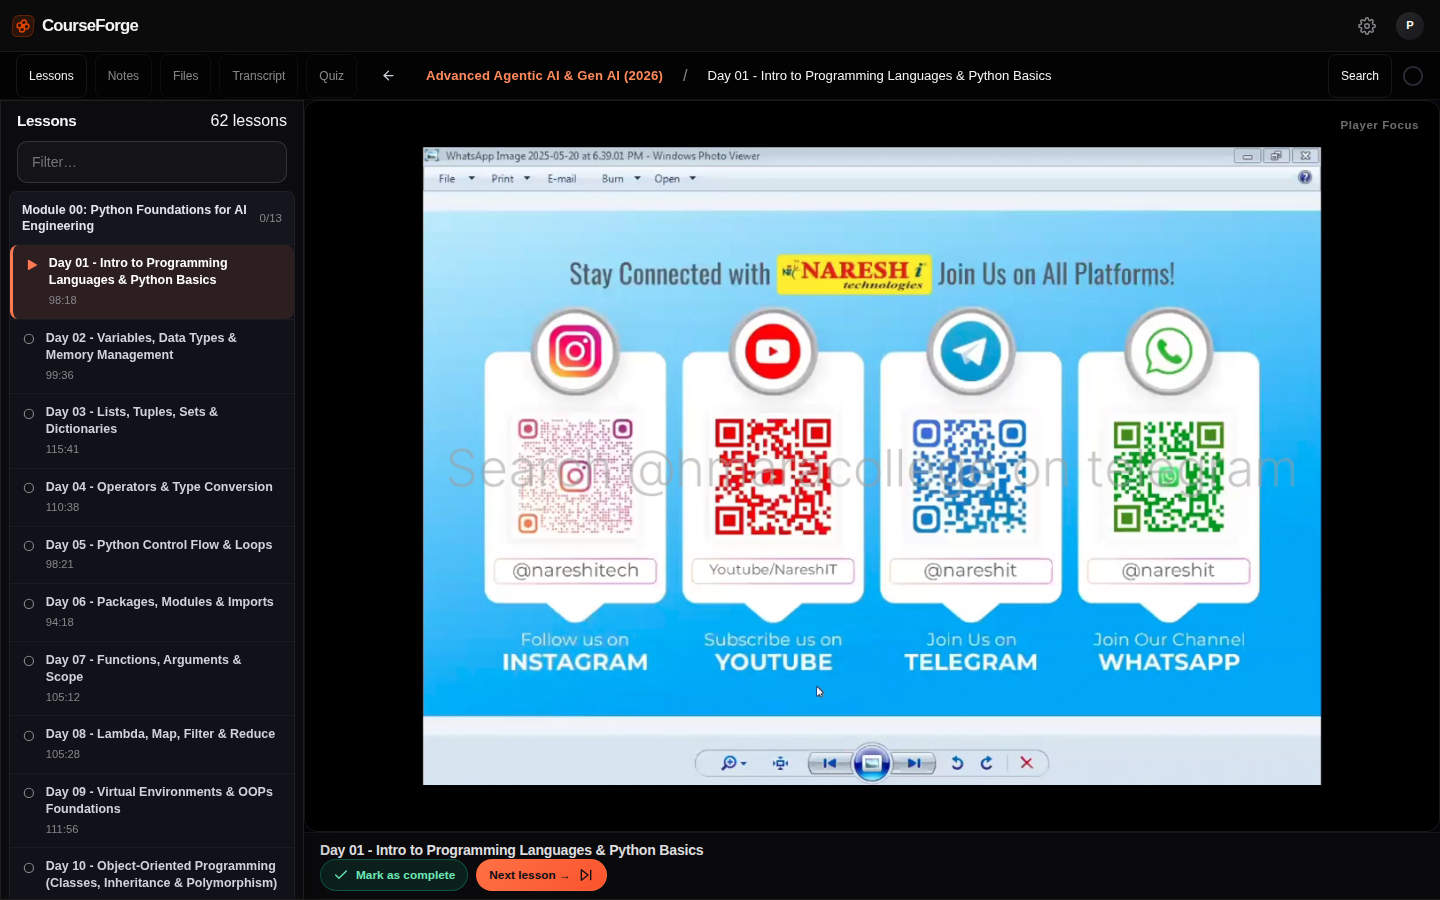 CourseForge
P
Lessons
Notes
Files
Transcript
Quiz
Advanced Agentic AI & Gen AI (2026) / Day 01 - Intro to Programming Languages & Python Basics
Search
Lessons
62 lessons
Filter…
Module 00: Python Foundations for AI
Engineering
0/13
Day 01 - Intro to Programming
Languages & Python Basics
98:18
Day 02 - Variables, Data Types &
Memory Management
99:36
Day 03 - Lists, Tuples, Sets &
Dictionaries
115:41
Day 04 - Operators & Type Conversion
110:38
Day 05 - Python Control Flow & Loops
98:21
Day 06 - Packages, Modules & Imports
94:18
Day 07 - Functions, Arguments &
Scope
105:12
Day 08 - Lambda, Map, Filter & Reduce
105:28
Day 09 - Virtual Environments & OOPs
Foundations
111:56
Day 10 - Object-Oriented Programming
(Classes, Inheritance & Polymorphism)
Player Focus
WhatsApp Image 2025-05-20 at 6.39.01 PM - Windows Photo Viewer
File Print E-mail Burn Open
Stay Connected with NARESH i technologies Join Us on All Platforms!
Search @hmaracollege on telegram
@nareshitech
Youtube/NareshIT
@nareshit
@nareshit
Follow us on
INSTAGRAM
Subscribe us on
YOUTUBE
Join Us on
TELEGRAM
Join Our Channel
WHATSAPP
Day 01 - Intro to Programming Languages & Python Basics
Mark as complete
Next lesson →